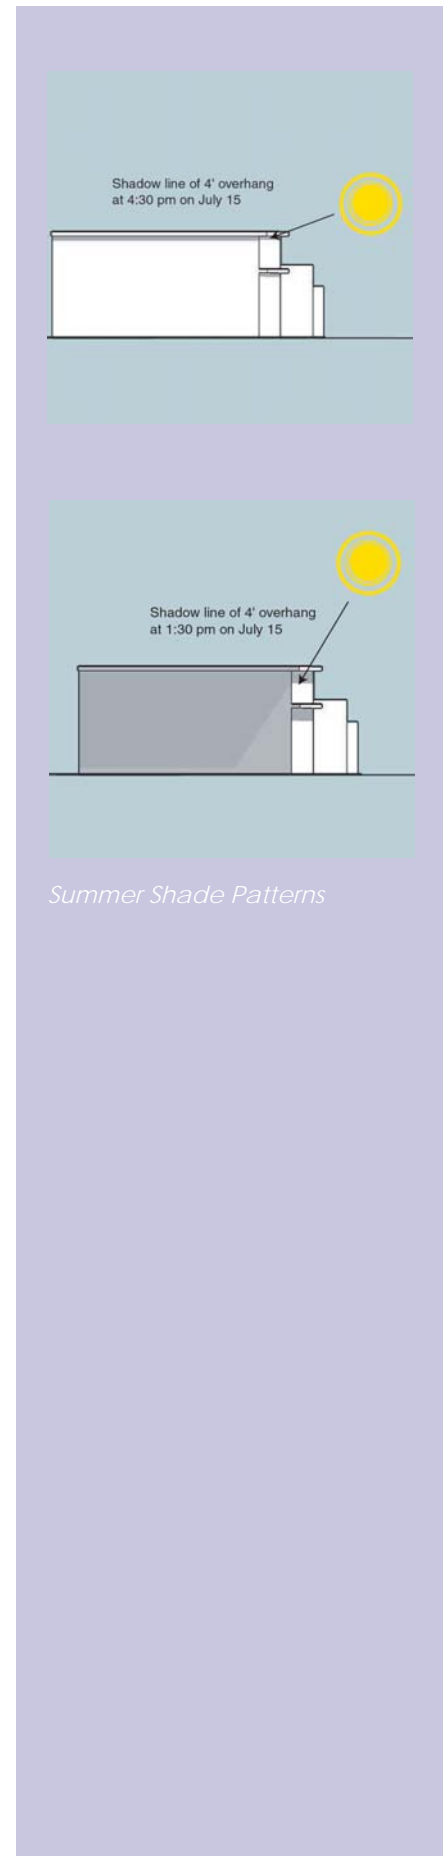 Shadow line of 4' overhang
at 4:30 pm on July 15
Shadow line of 4' overhang
at 1:30 pm on July 15
Summer Shade Patterns